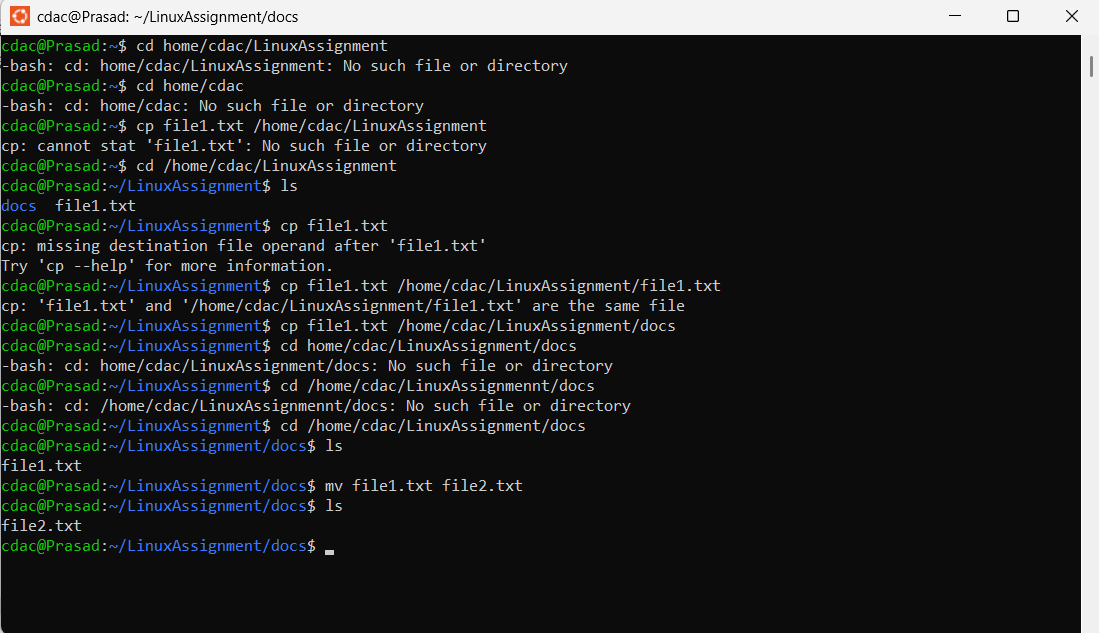 cdac@Prasad: ~/LinuxAssignment/docs
cdac@Prasad:~$ cd home/cdac/LinuxAssignment
-bash: cd: home/cdac/LinuxAssignment: No such file or directory
cdac@Prasad:~$ cd home/cdac
-bash: cd: home/cdac: No such file or directory
cdac@Prasad:~$ cp file1.txt /home/cdac/LinuxAssignment
cp: cannot stat 'file1.txt': No such file or directory
cdac@Prasad:~$ cd /home/cdac/LinuxAssignment
cdac@Prasad:~/LinuxAssignment$ ls
docs  file1.txt
cdac@Prasad:~/LinuxAssignment$ cp file1.txt
cp: missing destination file operand after 'file1.txt'
Try 'cp --help' for more information.
cdac@Prasad:~/LinuxAssignment$ cp file1.txt /home/cdac/LinuxAssignment/file1.txt
cp: 'file1.txt' and '/home/cdac/LinuxAssignment/file1.txt' are the same file
cdac@Prasad:~/LinuxAssignment$ cp file1.txt /home/cdac/LinuxAssignment/docs
cdac@Prasad:~/LinuxAssignment$ cd home/cdac/LinuxAssignment/docs
-bash: cd: home/cdac/LinuxAssignment/docs: No such file or directory
cdac@Prasad:~/LinuxAssignment$ cd /home/cdac/LinuxAssignmennt/docs
-bash: cd: /home/cdac/LinuxAssignmennt/docs: No such file or directory
cdac@Prasad:~/LinuxAssignment$ cd /home/cdac/LinuxAssignment/docs
cdac@Prasad:~/LinuxAssignment/docs$ ls
file1.txt
cdac@Prasad:~/LinuxAssignment/docs$ mv file1.txt file2.txt
cdac@Prasad:~/LinuxAssignment/docs$ ls
file2.txt
cdac@Prasad:~/LinuxAssignment/docs$